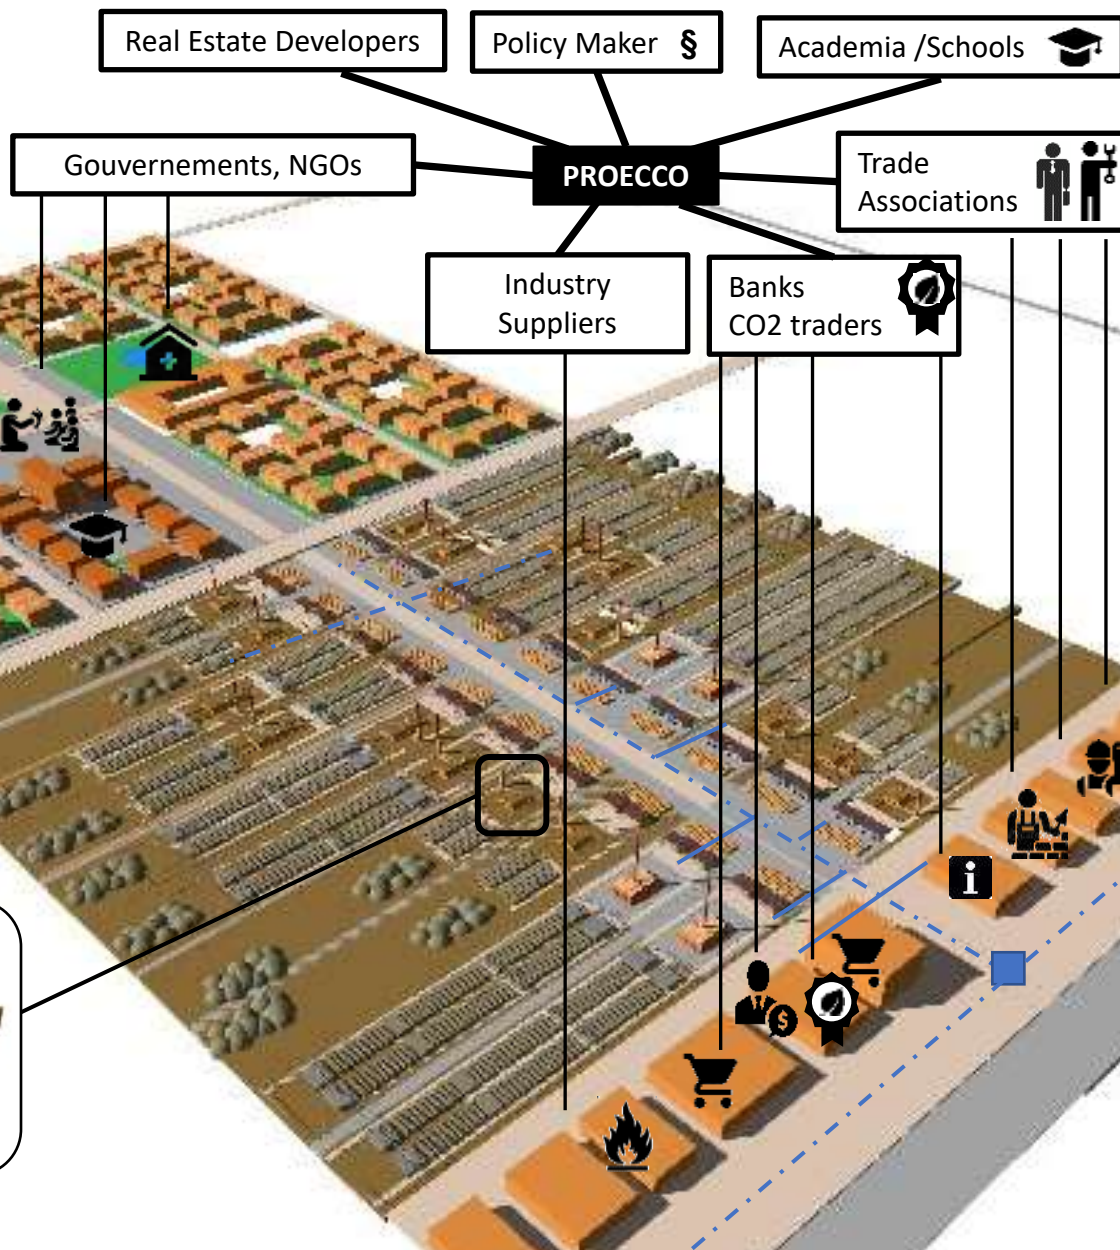 Real Estate Developers
Policy Maker §
Academia /Schools
Gouvernements, NGOs
PROECCO
Trade
Associations
Industry
Suppliers
Banks
CO2 traders
$
i